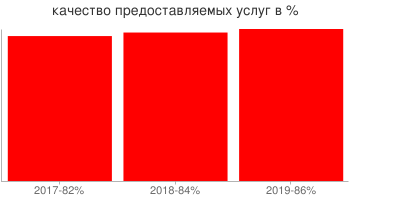 качество предоставляемых услуг в %
2017-82%
2018-84%
2019-86%